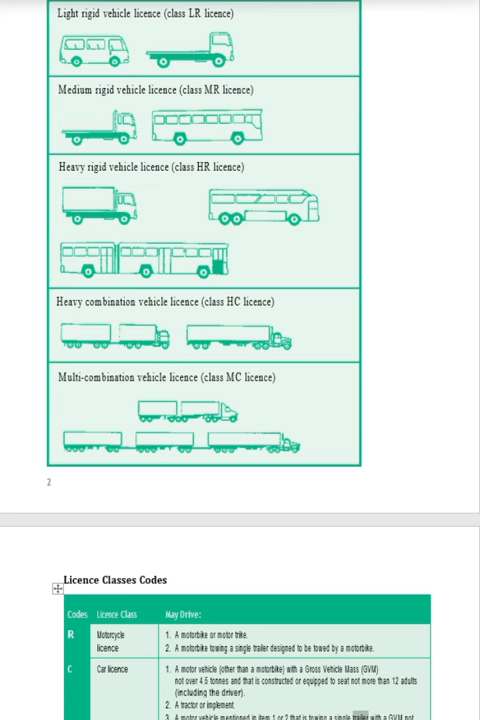 Light rigid vehicle licence (class LR licence)
Medium rigid vehicle licence (class MR licence)
Heavy rigid vehicle licence (class HR licence)
Heavy combination vehicle licence (class HC licence)
Multi-combination vehicle licence (class MC licence)
2
Licence Classes Codes
Codes Licence Class May Drive:
R Motorcycle licence
1. A motorbike or motor trike.
2. A motorbike towing a single trailer designed to be towed by a motorbike.
C Car licence
1. A motor vehicle (other than a motorbike) with a Gross Vehicle Mass (GVM)
not over 4.5 tonnes and that is constructed or equipped to seat not more than 12 adults
(including the driver).
2. A tractor or implement.
3. A motor vehicle mentioned in item 1 or 2 that is towing a single trailer with a GVM not